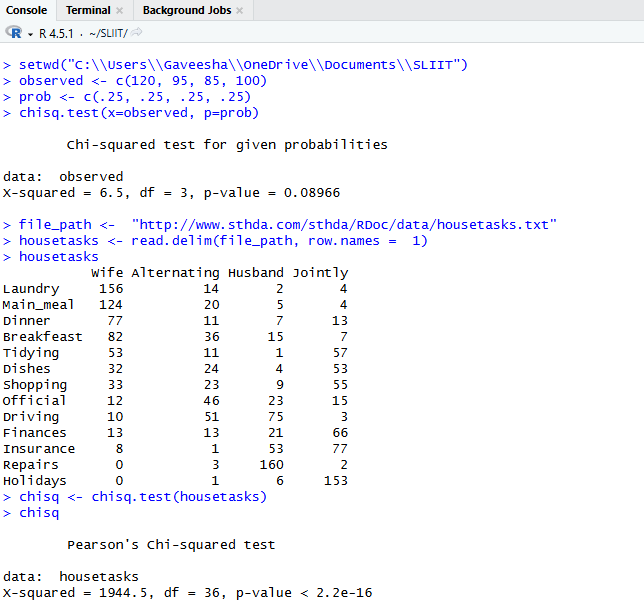 Console Terminal Background Jobs
R R 4.5.1 · ~/SLIIT/
> setwd("C:\\Users\\Gaveesha\\OneDrive\\Documents\\SLIIT")
> observed <- c(120, 95, 85, 100)
> prob <- c(.25, .25, .25, .25)
> chisq.test(x=observed, p=prob)
Chi-squared test for given probabilities
data:  observed
X-squared = 6.5, df = 3, p-value = 0.08966
> file_path <-  "http://www.sthda.com/sthda/RDoc/data/housetasks.txt"
> housetasks <- read.delim(file_path, row.names =  1)
> housetasks
           Wife Alternating Husband Jointly
Laundry     156          14       2       4
Main_meal   124          20       5       4
Dinner       77          11       7      13
Breakfeast   82          36      15       7
Tidying      53          11       1      57
Dishes       32          24       4      53
Shopping     33          23       9      55
Official     12          46      23      15
Driving      10          51      75       3
Finances     13          13      21      66
Insurance     8           1      53      77
Repairs       0           3     160       2
Holidays      0           1       6     153
> chisq <- chisq.test(housetasks)
> chisq
Pearson's Chi-squared test
data:  housetasks
X-squared = 1944.5, df = 36, p-value < 2.2e-16